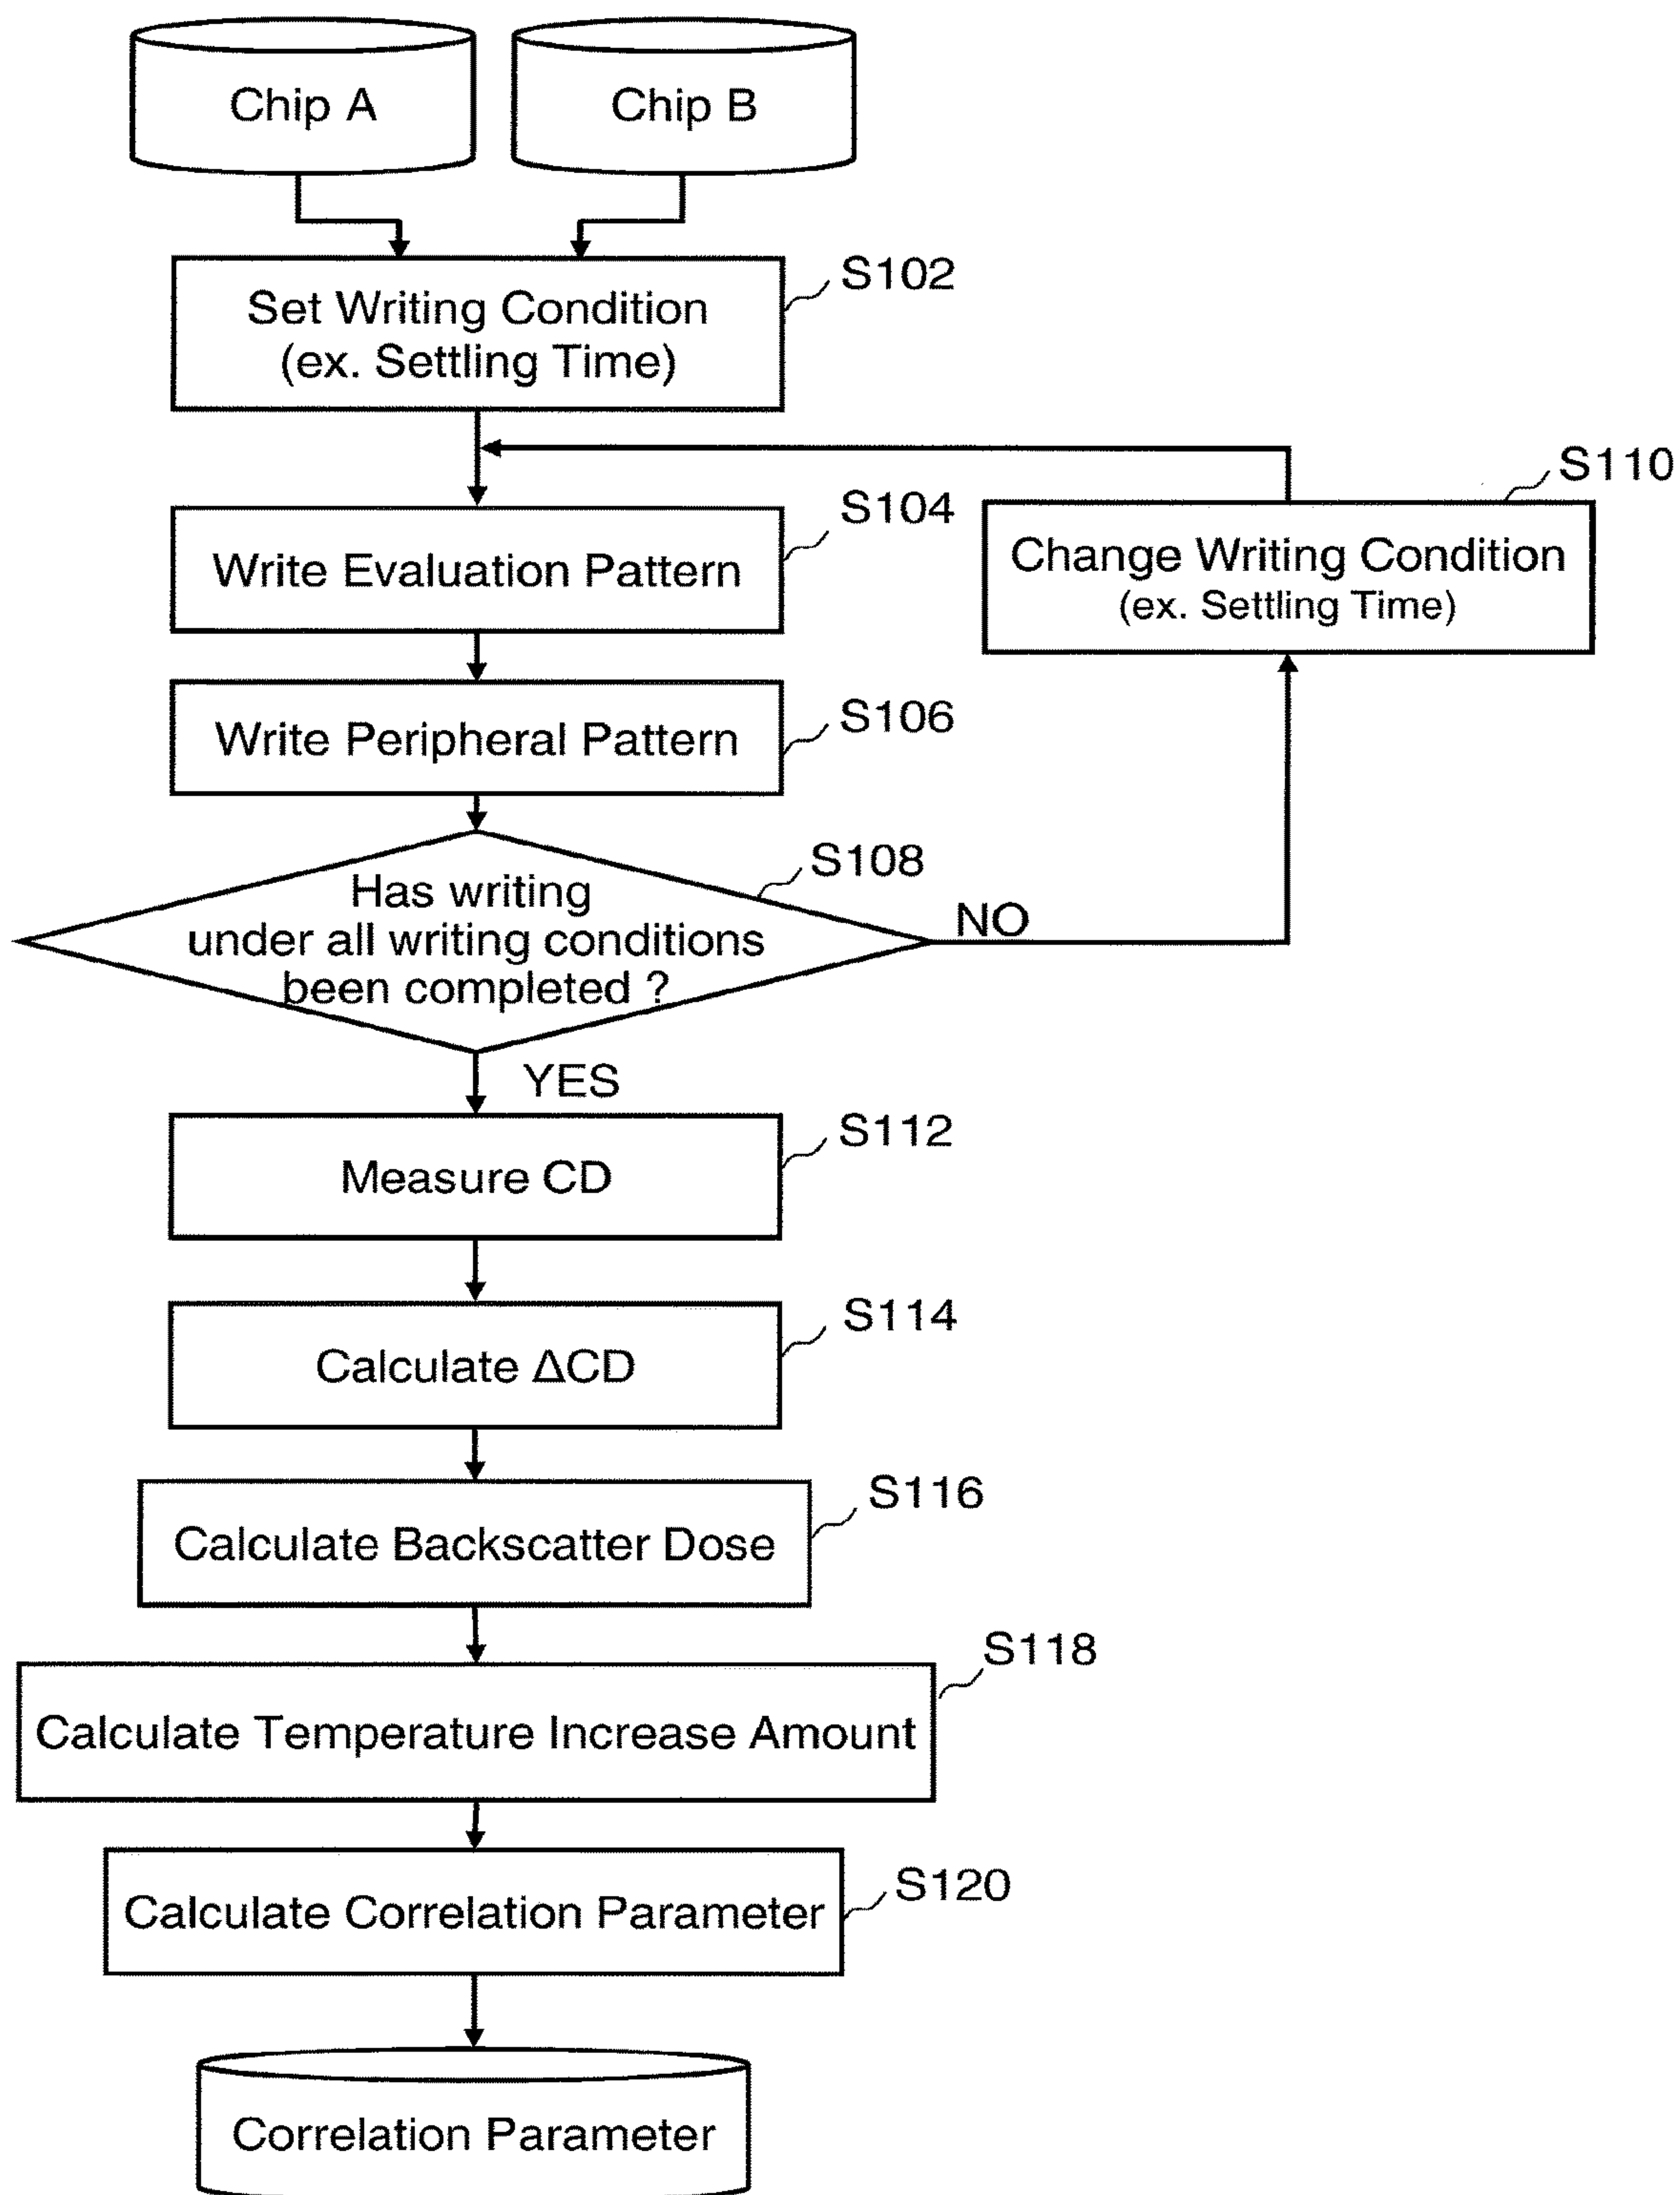 Chip A
Chip B
S102
Set Writing Condition
(ex. Settling Time)
S110
Change Writing Condition
(ex. Settling Time)
S104
Write Evaluation Pattern
S106
Write Peripheral Pattern
S108
Has writing
under all writing conditions
been completed ?
NO
YES
S112
Measure CD
S114
Calculate ΔCD
S116
Calculate Backscatter Dose
S118
Calculate Temperature Increase Amount
S120
Calculate Correlation Parameter
Correlation Parameter